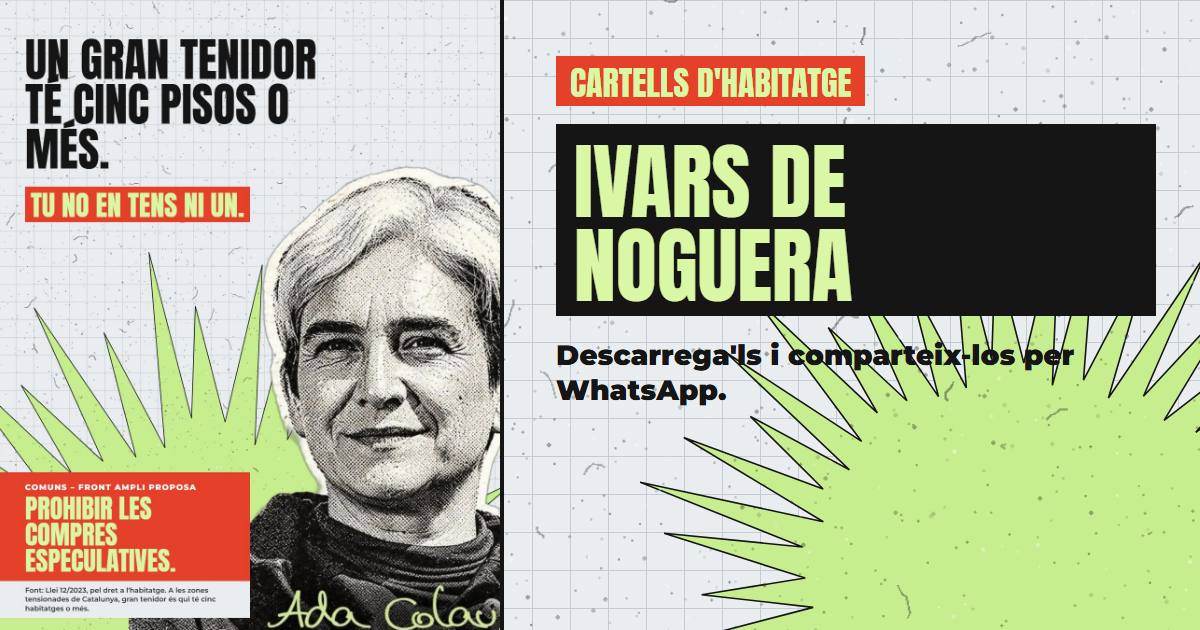 UN GRAN TENIDOR
TÉ CINC PISOS O
MÉS.
TU NO EN TENS NI UN.
COMUNS – FRONT AMPLI PROPOSA
PROHIBIR LES
COMPRES
ESPECULATIVES.
Font: Llei 12/2023, pel dret a l'habitatge. A les zones
tensionades de Catalunya, gran tenidor és qui té cinc
habitatges o més.
Ada Colau
CARTELLS D'HABITATGE
IVARS DE
NOGUERA
Descarrega'ls i comparteix-los per
WhatsApp.